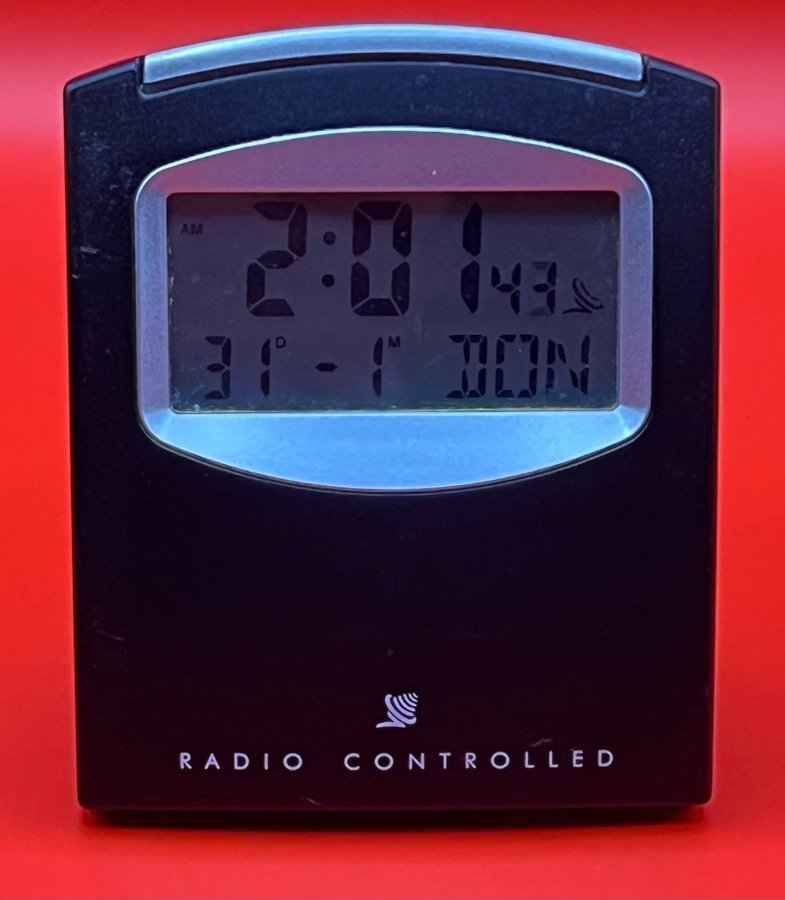 AM 2:01 43
31 D - 1 M DON
RADIO CONTROLLED